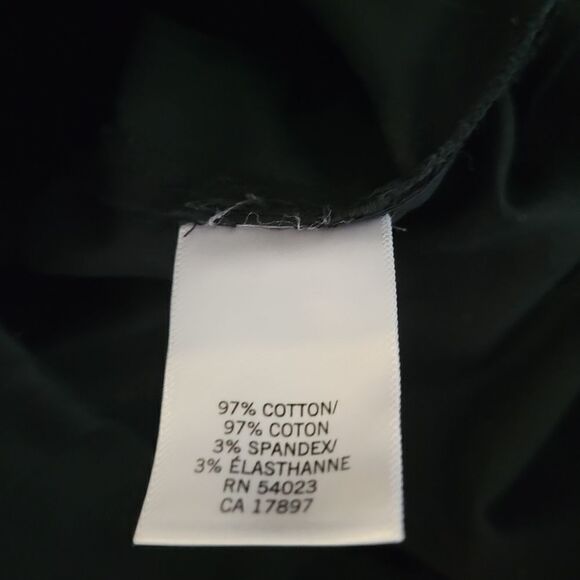 97% COTTON/
97% COTON
3% SPANDEX/
3% ÉLASTHANNE
RN 54023
CA 17897